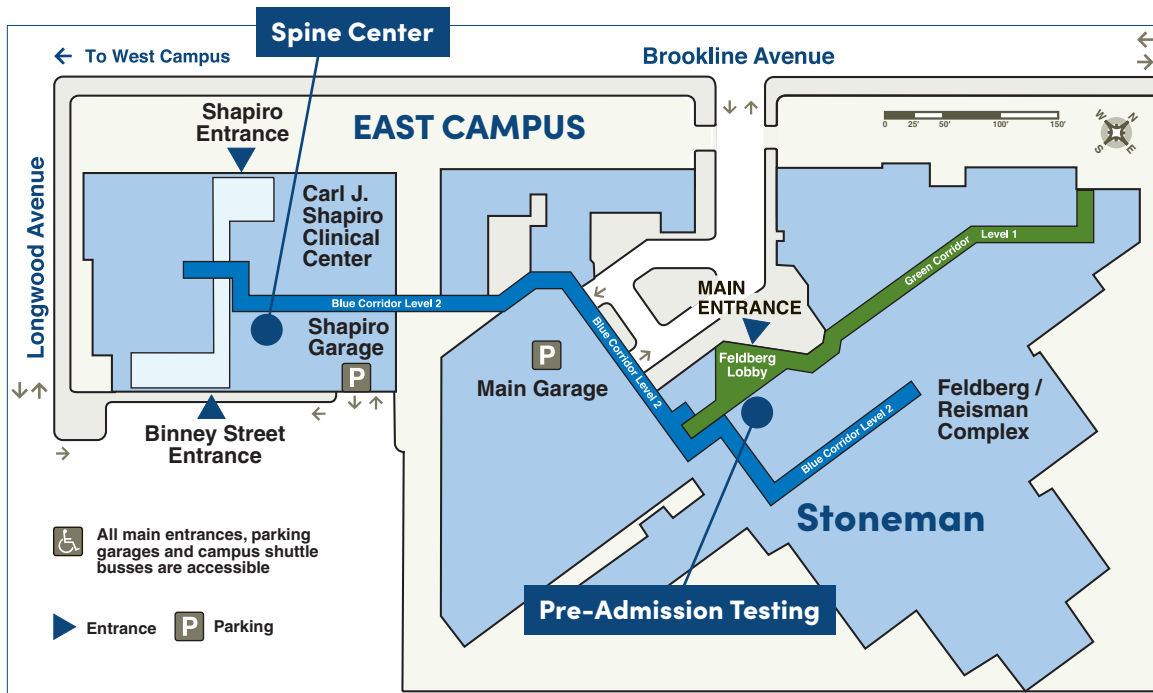 Spine Center
← To West Campus
Brookline Avenue
← →
Shapiro
Entrance
EAST CAMPUS
0 25' 50' 100' 150'
N
W
E
S
Longwood Avenue
Carl J.
Shapiro
Clinical
Center
Green Corridor Level 1
Blue Corridor Level 2
MAIN
ENTRANCE
Shapiro
Garage
P
P
Main Garage
Blue Corridor Level 2
Feldberg
Lobby
Feldberg /
Reisman
Complex
Blue Corridor Level 2
Binney Street
Entrance
Stoneman
All main entrances, parking
garages and campus shuttle
busses are accessible
Pre-Admission Testing
Entrance
P Parking